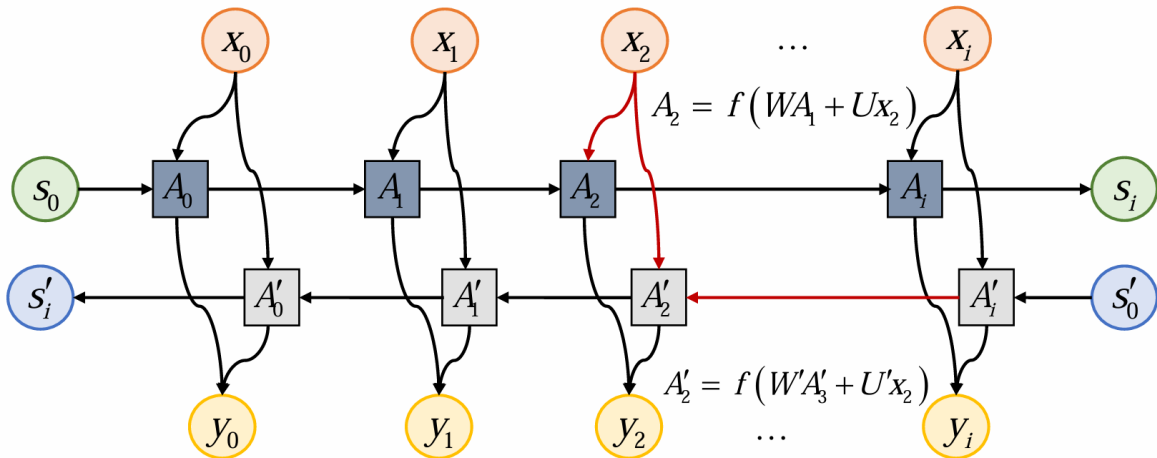 x₀ x₁ x₂ … xᵢ
A₂ = f(WA₁ + Ux₂)
s₀ A₀ A₁ A₂ Aᵢ sᵢ
s′ᵢ A′₀ A′₁ A′₂ A′ᵢ s′₀
A′₂ = f(W′A′₃ + U′x₂)
y₀ y₁ y₂ … yᵢ